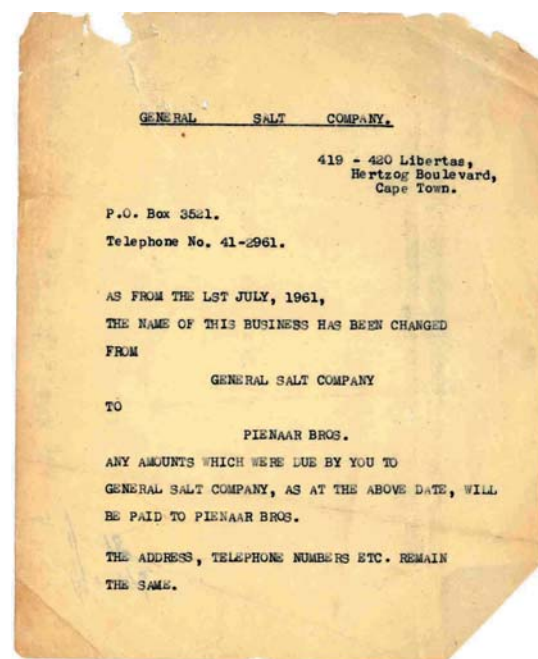 GENERAL SALT COMPANY.
419 - 420 Libertas,
Hertzog Boulevard,
Cape Town.
P.O. Box 3521.
Telephone No. 41-2961.
AS FROM THE LST JULY, 1961,
THE NAME OF THIS BUSINESS HAS BEEN CHANGED
FROM
GENERAL SALT COMPANY
TO
PIENAAR BROS.
ANY AMOUNTS WHICH WERE DUE BY YOU TO
GENERAL SALT COMPANY, AS AT THE ABOVE DATE, WILL
BE PAID TO PIENAAR BROS.
THE ADDRESS, TELEPHONE NUMBERS ETC. REMAIN
THE SAME.